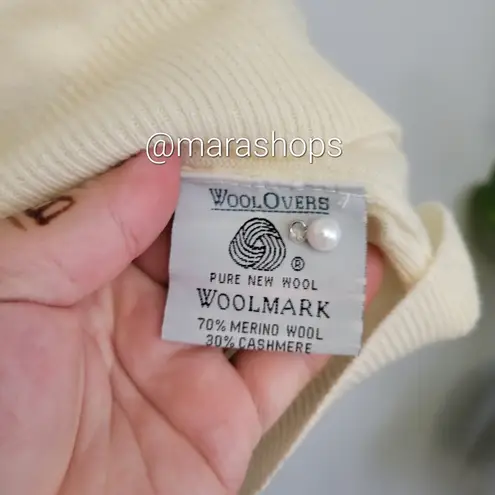 @marashops
WOOLOVERS
®
PURE NEW WOOL
WOOLMARK
70% MERINO WOOL
30% CASHMERE